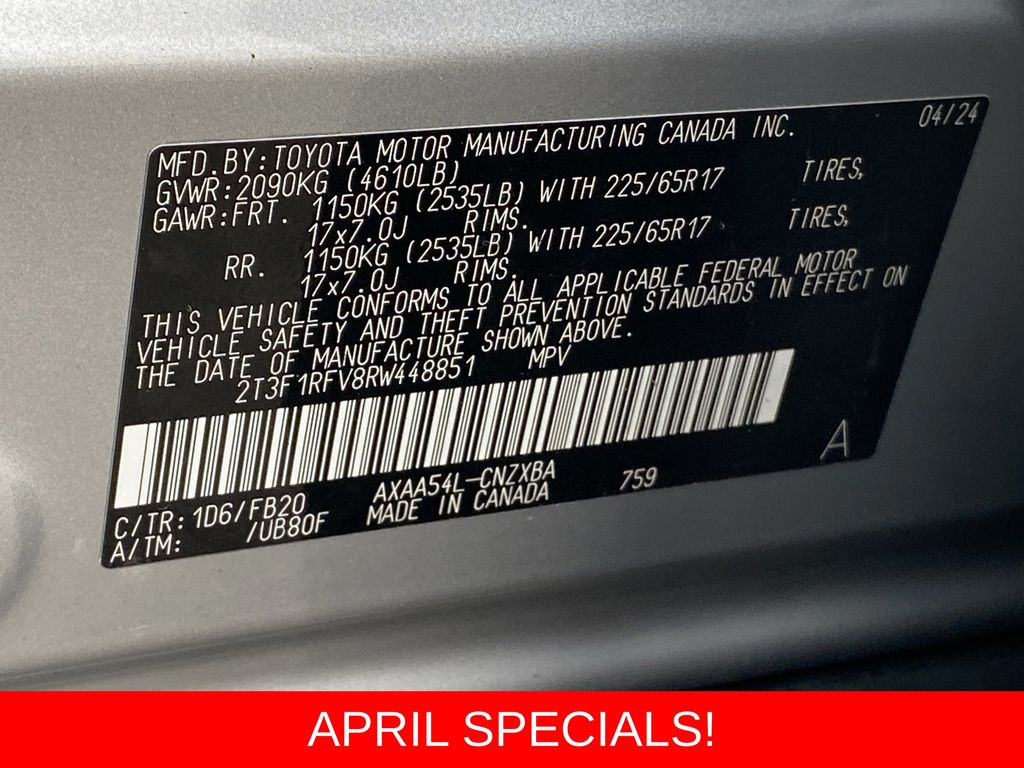 04/24
MFD. BY: TOYOTA MOTOR MANUFACTURING CANADA INC.
GVWR: 2090KG (4610LB)
GAWR: FRT. 1150KG (2535LB) WITH 225/65R17 TIRES,
17x7.0J RIMS.
RR. 1150KG (2535LB) WITH 225/65R17 TIRES,
17x7.0J RIMS.
THIS VEHICLE CONFORMS TO ALL APPLICABLE FEDERAL MOTOR
VEHICLE SAFETY AND THEFT PREVENTION STANDARDS IN EFFECT ON
THE DATE OF MANUFACTURE SHOWN ABOVE.
2T3F1RFV8RW448851 MPV
A
C/TR: 1D6/FB20 AXAA54L-CNZXBA 759
A/TM: /UB80F MADE IN CANADA
APRIL SPECIALS!